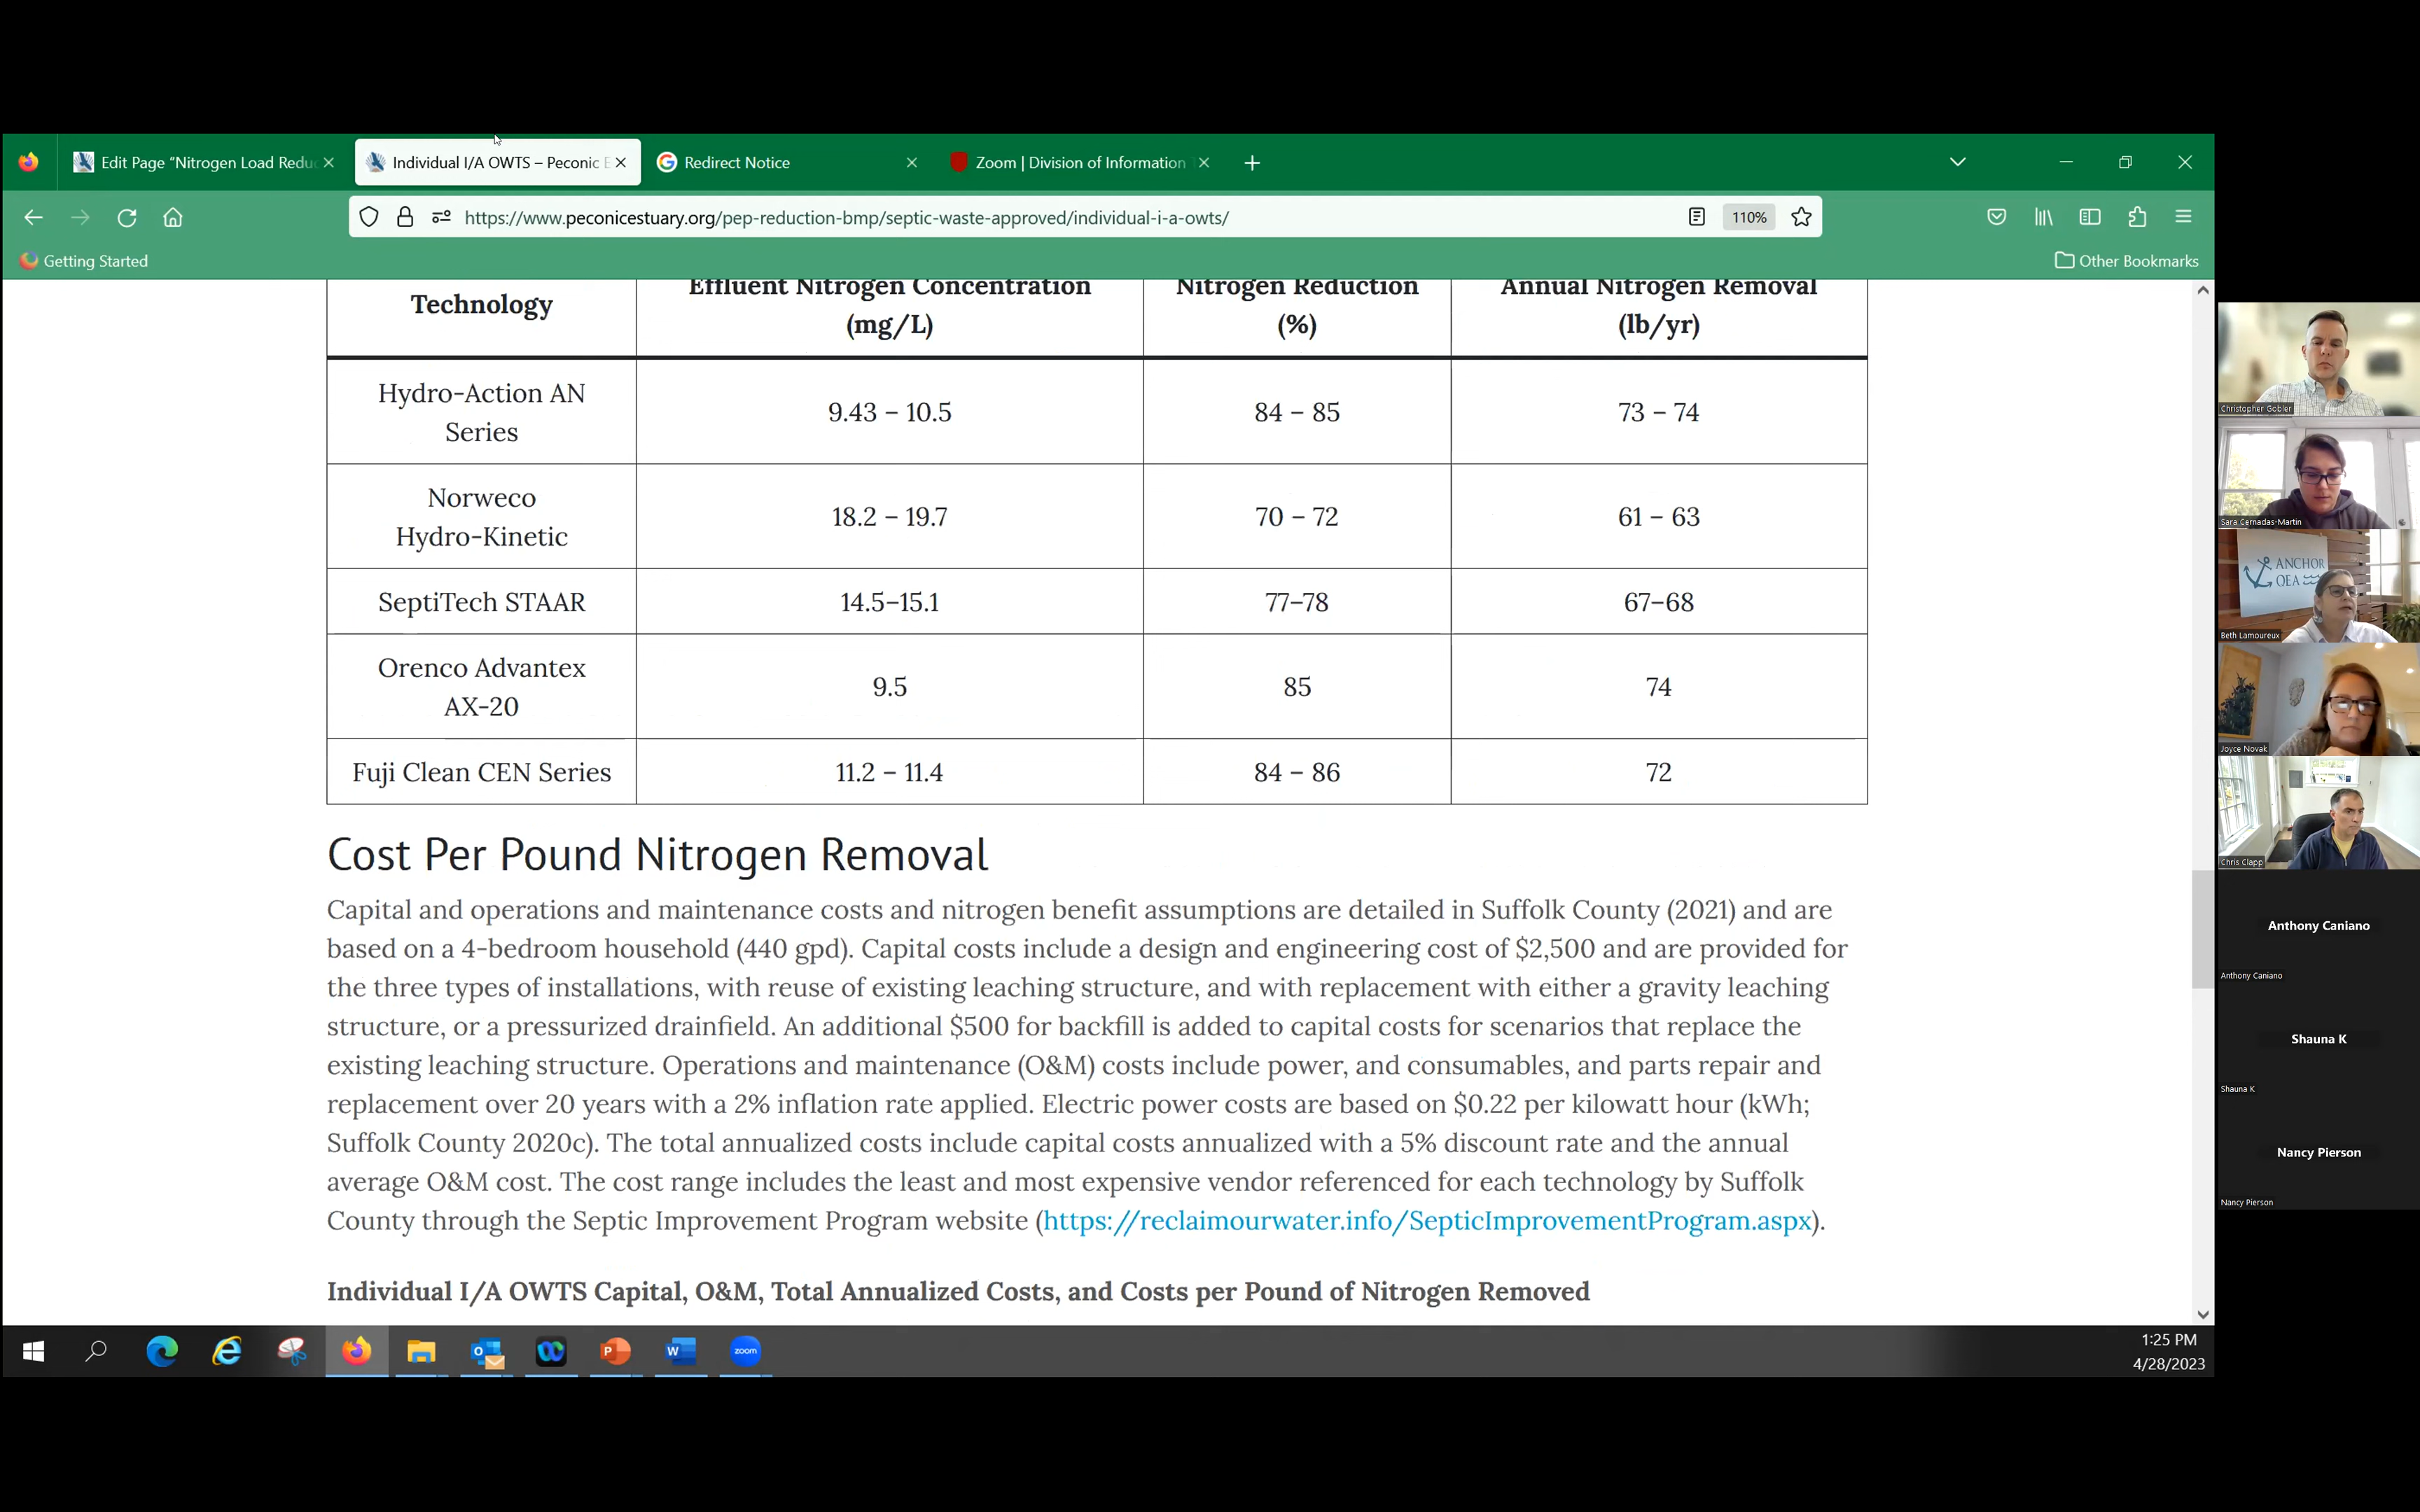 Edit Page “Nitrogen Load Reduc
Individual I/A OWTS – Peconic E
Redirect Notice
Zoom | Division of Information T
https://www.peconicestuary.org/pep-reduction-bmp/septic-waste-approved/individual-i-a-owts/
110%
Getting Started
Other Bookmarks
Technology
Effluent Nitrogen Concentration
(mg/L)
Nitrogen Reduction
(%)
Annual Nitrogen Removal
(lb/yr)
Hydro-Action AN
Series
9.43 – 10.5
84 – 85
73 – 74
Norweco
Hydro-Kinetic
18.2 – 19.7
70 – 72
61 – 63
SeptiTech STAAR
14.5–15.1
77–78
67–68
Orenco Advantex
AX-20
9.5
85
74
Fuji Clean CEN Series
11.2 – 11.4
84 – 86
72
Cost Per Pound Nitrogen Removal
Capital and operations and maintenance costs and nitrogen benefit assumptions are detailed in Suffolk County (2021) and are
based on a 4-bedroom household (440 gpd). Capital costs include a design and engineering cost of $2,500 and are provided for
the three types of installations, with reuse of existing leaching structure, and with replacement with either a gravity leaching
structure, or a pressurized drainfield. An additional $500 for backfill is added to capital costs for scenarios that replace the
existing leaching structure. Operations and maintenance (O&M) costs include power, and consumables, and parts repair and
replacement over 20 years with a 2% inflation rate applied. Electric power costs are based on $0.22 per kilowatt hour (kWh;
Suffolk County 2020c). The total annualized costs include capital costs annualized with a 5% discount rate and the annual
average O&M cost. The cost range includes the least and most expensive vendor referenced for each technology by Suffolk
County through the Septic Improvement Program website (https://reclaimourwater.info/SepticImprovementProgram.aspx).
Individual I/A OWTS Capital, O&M, Total Annualized Costs, and Costs per Pound of Nitrogen Removed
zoom
1:25 PM
4/28/2023
Christopher Gobler
Sara Cernadas-Martin
ANCHOR
QEA
Beth Lamoureux
Joyce Novak
Chris Clapp
Anthony Caniano
Anthony Caniano
Shauna K
Shauna K
Nancy Pierson
Nancy Pierson